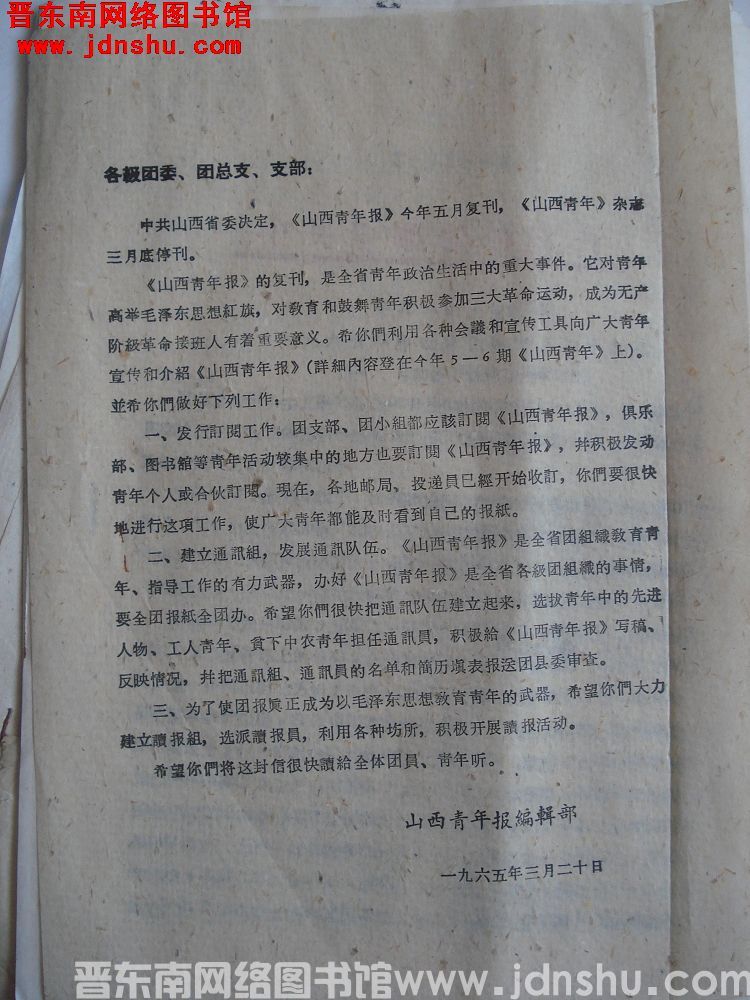 晋东南网络图书馆
www.jdnshu.com
各級团委、团总支、支部：
中共山西省委决定，《山西青年报》今年五月复刊，《山西青年》杂志
三月底停刊。
《山西青年报》的复刊，是全省青年政治生活中的重大事件。它对青年
高举毛泽东思想紅旗，对教育和鼓舞青年积极参加三大革命运动，成为无产
阶級革命接班人有着重要意义。希你們利用各种会議和宣传工具向广大青年
宣传和介紹《山西青年报》（詳細內容登在今年5—6期《山西青年》上）。
並希你們做好下列工作：
一、发行訂閱工作。团支部、团小組都应該訂閱《山西青年报》，俱乐
部、图书館等青年活动較集中的地方也要訂閱《山西青年报》，并积极发动
青年个人或合伙訂閱。现在，各地邮局、投递員已經开始收訂，你們要很快
地进行这項工作，使广大青年都能及时看到自己的报紙。
二、建立通訊組，发展通訊队伍。《山西青年报》是全省团組織教育青
年、指导工作的有力武器，办好《山西青年报》是全省各級团組織的事情，
要全团报紙全团办。希望你們很快把通訊队伍建立起来，选拔青年中的先进
人物、工人青年、貧下中农青年担任通訊員，积极給《山西青年报》写稿、
反映情况，并把通訊組、通訊員的名单和简历填表报送团县委审查。
三、为了使团报眞正成为以毛泽东思想教育青年的武器，希望你們大力
建立讀报組，选派讀报員，利用各种坊所，积极开展讀报活动。
希望你們将这封信很快讀給全体团員、青年听。
山西青年报編輯部
一九六五年三月二十日
晋东南网络图书馆www.jdnshu.com